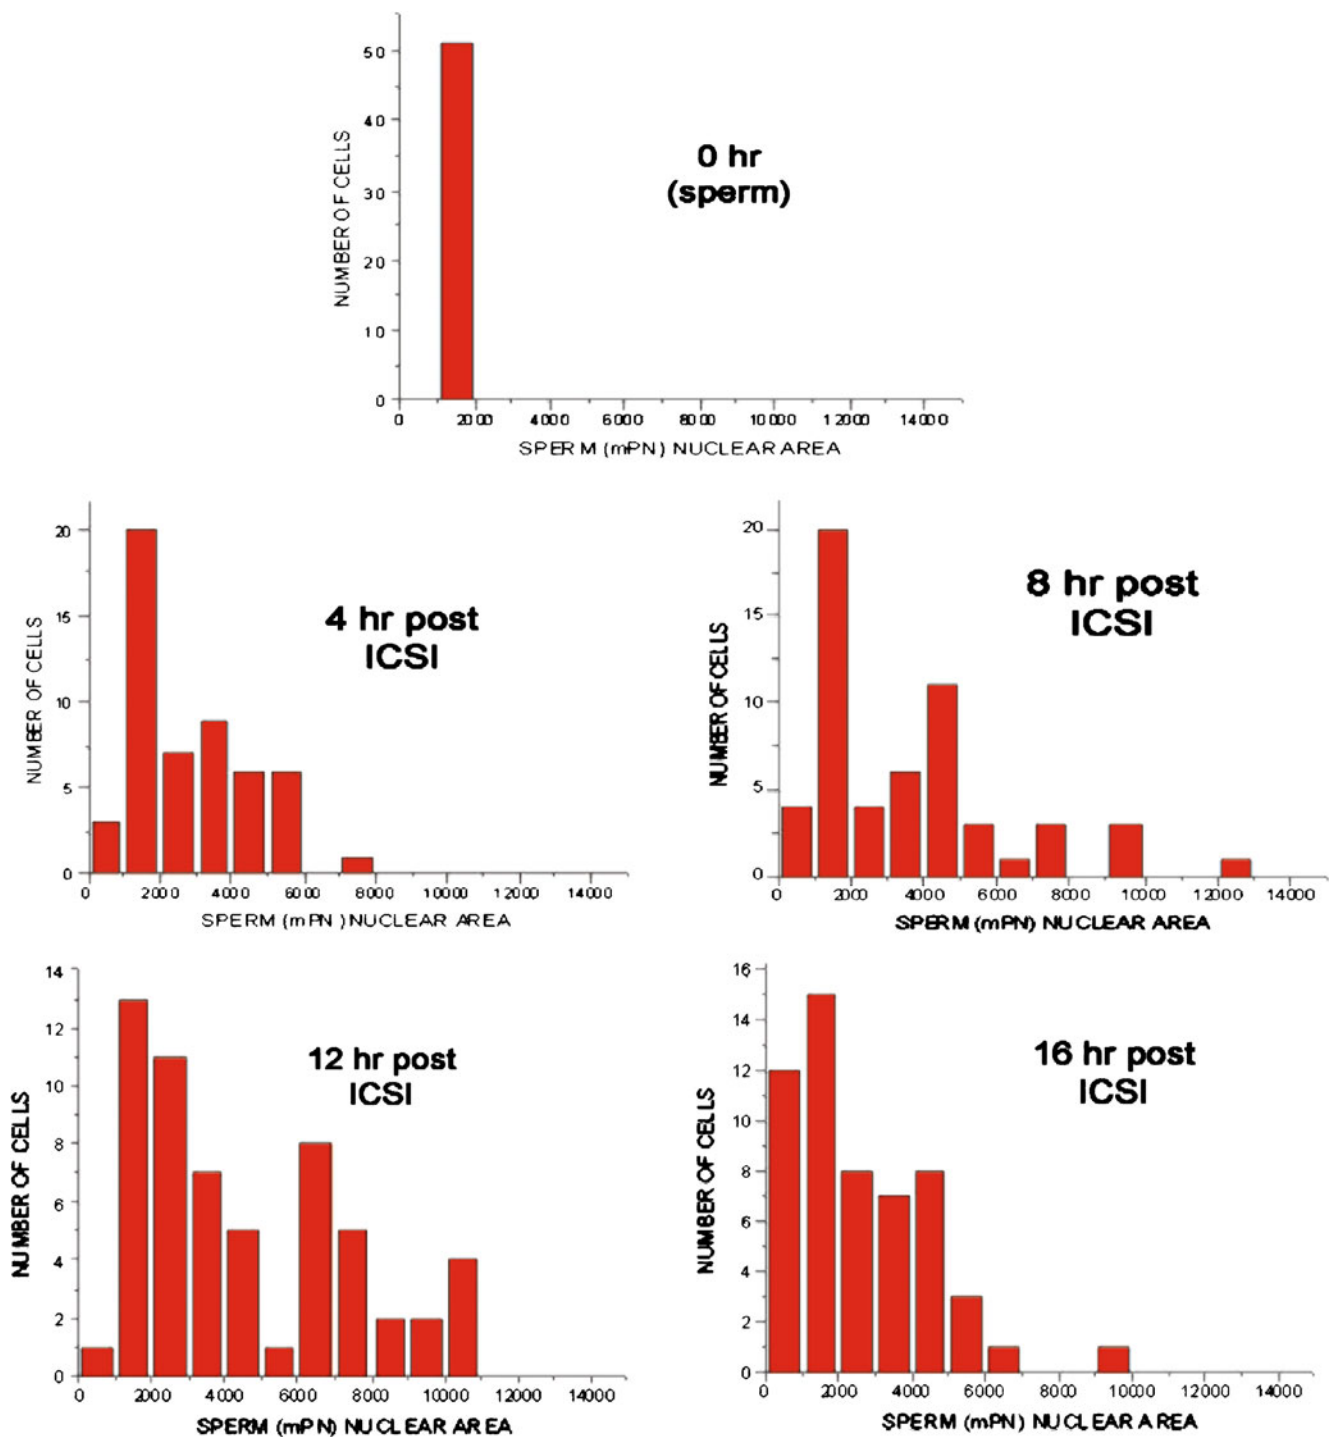 50
40
30
20
10
0
NUMBER OF CELLS
0 hr
(sperm)
0 2000 4000 6000 8000 10000 12000 14000
SPERM (mPN) NUCLEAR AREA
20
15
10
5
0
NUMBER OF CELLS
4 hr post
ICSI
0 2000 4000 6000 8000 10000 12000 14000
SPERM (mPN) NUCLEAR AREA
20
15
10
5
0
NUMBER OF CELLS
8 hr post
ICSI
0 2000 4000 6000 8000 10000 12000 14000
SPERM (mPN) NUCLEAR AREA
14
12
10
8
6
4
2
0
NUMBER OF CELLS
12 hr post
ICSI
0 2000 4000 6000 8000 10000 12000 14000
SPERM (mPN) NUCLEAR AREA
16
14
12
10
8
6
4
2
0
NUMBER OF CELLS
16 hr post
ICSI
0 2000 4000 6000 8000 10000 12000 14000
SPERM (mPN) NUCLEAR AREA